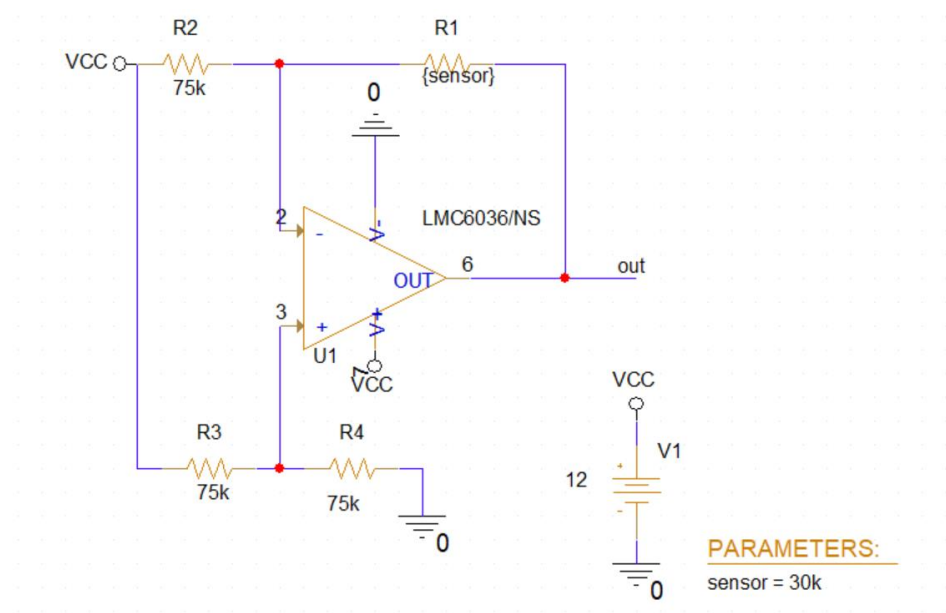 R2
R1
VCC
75k
{sensor}
0
2
-
V-
LMC6036/NS
OUT
6
out
3
+
V+
U1
7
VCC
VCC
R3
R4
V1
12
+
-
75k
75k
0
PARAMETERS:
sensor = 30k
0